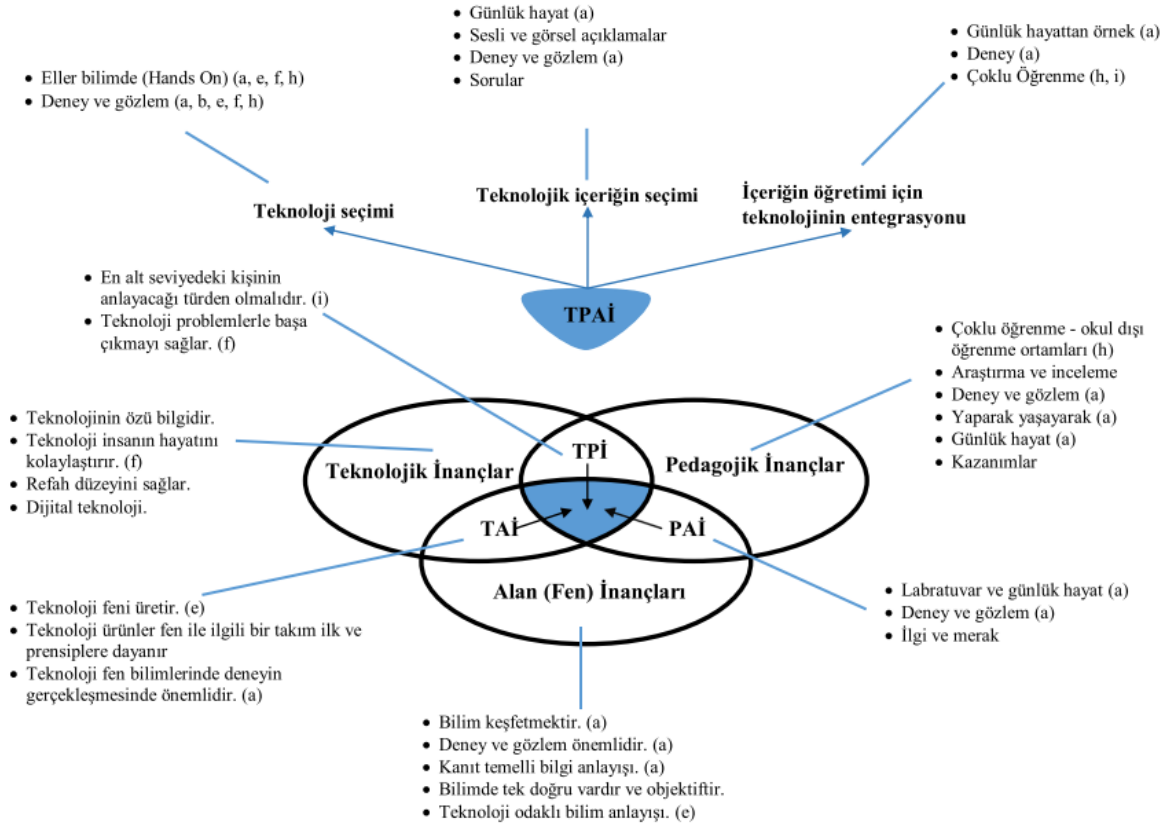 • Günlük hayat (a)
• Sesli ve görsel açıklamalar
• Deney ve gözlem (a)
• Sorular
• Günlük hayattan örnek (a)
• Deney (a)
• Çoklu Öğrenme (h, i)
• Eller bilimde (Hands On) (a, e, f, h)
• Deney ve gözlem (a, b, e, f, h)
Teknoloji seçimi
Teknolojik içeriğin seçimi
İçeriğin öğretimi için
teknolojinin entegrasyonu
• En alt seviyedeki kişinin
anlayacağı türden olmalıdır. (i)
• Teknoloji problemlerle başa
çıkmayı sağlar. (f)
TPAİ
• Çoklu öğrenme - okul dışı
öğrenme ortamları (h)
• Araştırma ve inceleme
• Deney ve gözlem (a)
• Yaparak yaşayarak (a)
• Günlük hayat (a)
• Kazanımlar
• Teknolojinin özü bilgidir.
• Teknoloji insanın hayatını
kolaylaştırır. (f)
• Refah düzeyini sağlar.
• Dijital teknoloji.
Teknolojik İnançlar
TPİ
Pedagojik İnançlar
TAİ
PAİ
Alan (Fen) İnançları
• Teknoloji feni üretir. (e)
• Teknoloji ürünler fen ile ilgili bir takım ilk ve
prensiplere dayanır
• Teknoloji fen bilimlerinde deneyin
gerçekleşmesinde önemlidir. (a)
• Labratuvar ve günlük hayat (a)
• Deney ve gözlem (a)
• İlgi ve merak
• Bilim keşfetmektir. (a)
• Deney ve gözlem önemlidir. (a)
• Kanıt temelli bilgi anlayışı. (a)
• Bilimde tek doğru vardır ve objektiftir.
• Teknoloji odaklı bilim anlayışı. (e)